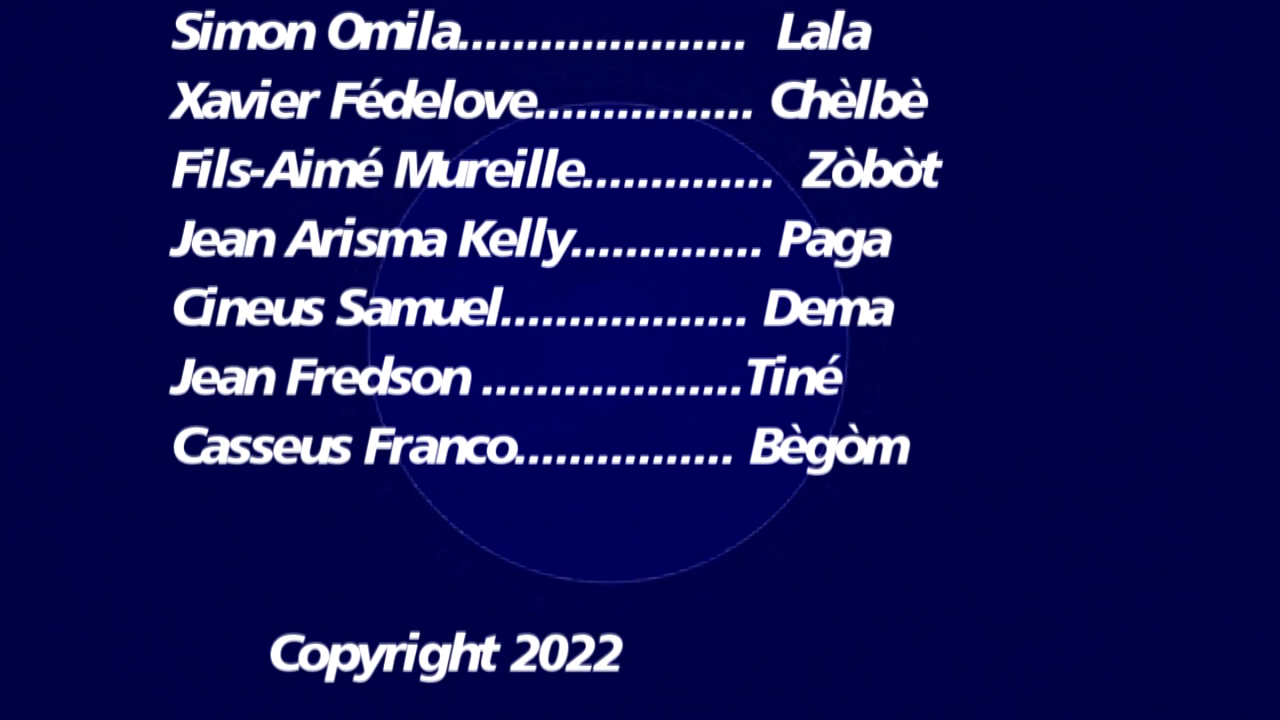 Simon Omila..................... Lala
Xavier Fédelove................ Chèlbè
Fils-Aimé Mureille.............. Zòbòt
Jean Arisma Kelly.............. Paga
Cineus Samuel.................. Dema
Jean Fredson ...................Tiné
Casseus Franco................ Bègòm
Copyright 2022